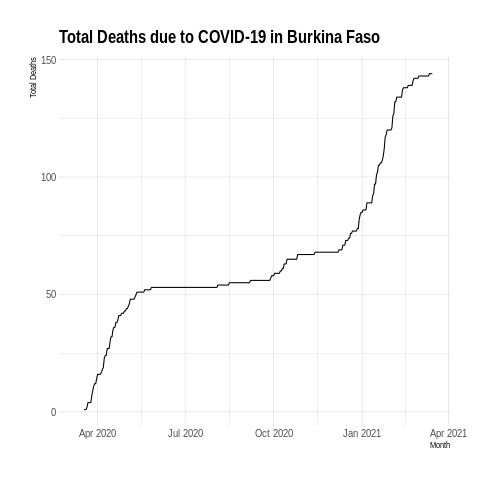 Total Deaths due to COVID-19 in Burkina Faso
Total Deaths
150
100
50
0
Apr 2020 Jul 2020 Oct 2020 Jan 2021 Apr 2021
Month